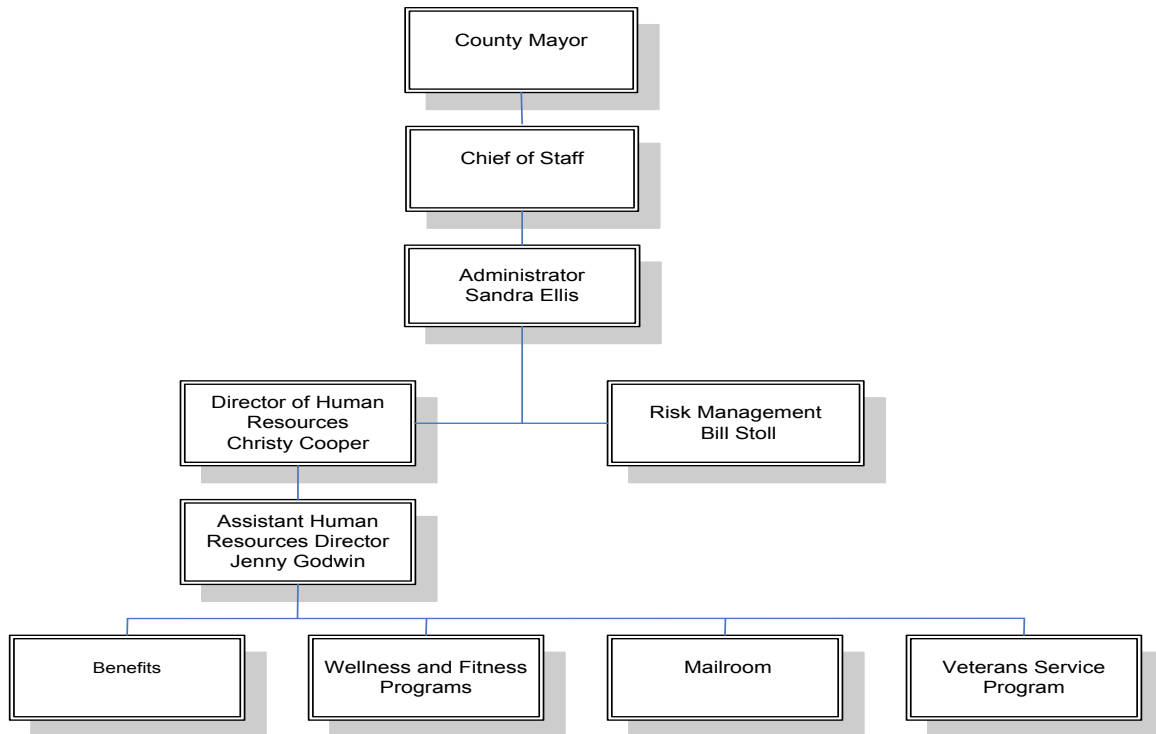 County Mayor
Chief of Staff
Administrator
Sandra Ellis
Director of Human
Resources
Christy Cooper
Risk Management
Bill Stoll
Assistant Human
Resources Director
Jenny Godwin
Benefits
Wellness and Fitness
Programs
Mailroom
Veterans Service
Program